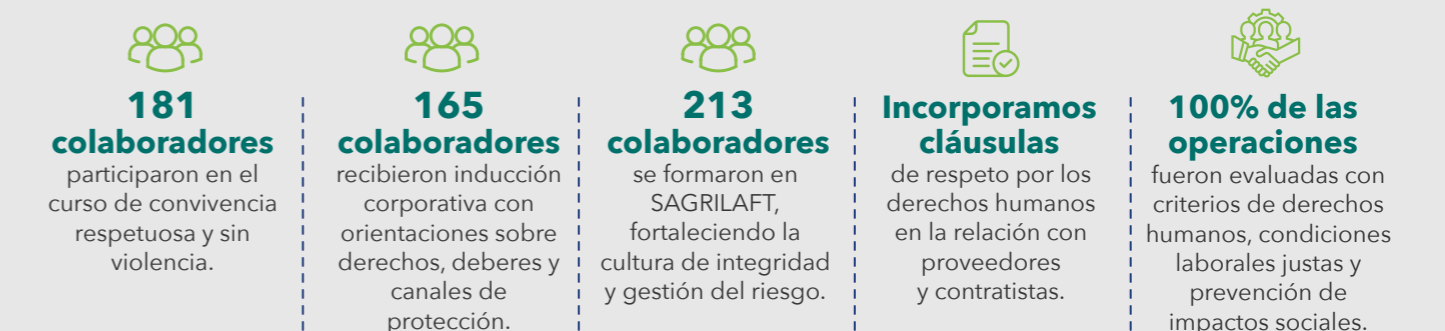 181
colaboradores
participaron en el
curso de convivencia
respetuosa y sin
violencia.
165
colaboradores
recibieron inducción
corporativa con
orientaciones sobre
derechos, deberes y
canales de
protección.
213
colaboradores
se formaron en
SAGRILAFT,
fortaleciendo la
cultura de integridad
y gestión del riesgo.
Incorporamos
cláusulas
de respeto por los
derechos humanos
en la relación con
proveedores
y contratistas.
100% de las
operaciones
fueron evaluadas con
criterios de derechos
humanos, condiciones
laborales justas y
prevención de
impactos sociales.